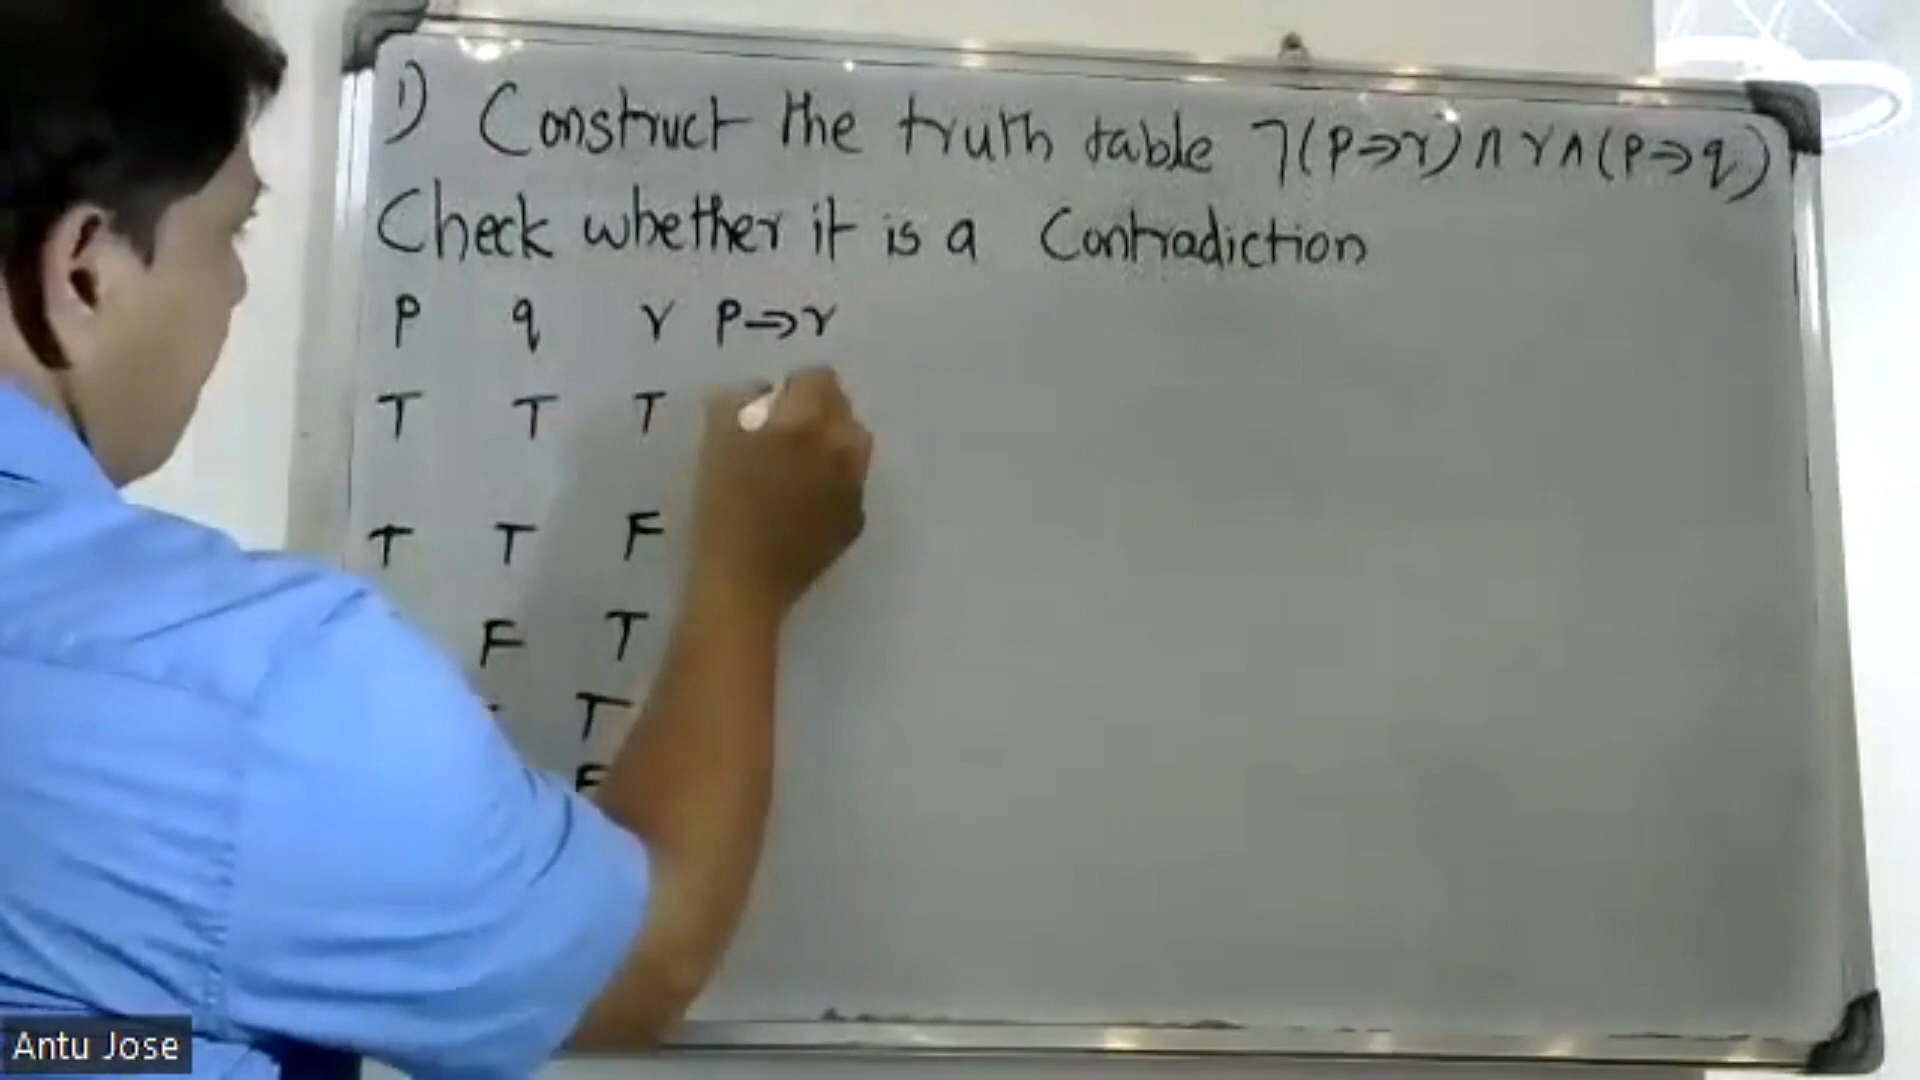 1) Construct the truth table ¬(P⇒r)∧r∧(P⇒q)
Check whether it is a Contradiction
P q r P⇒r
T T T
T T F
F T
T
F
Antu Jose